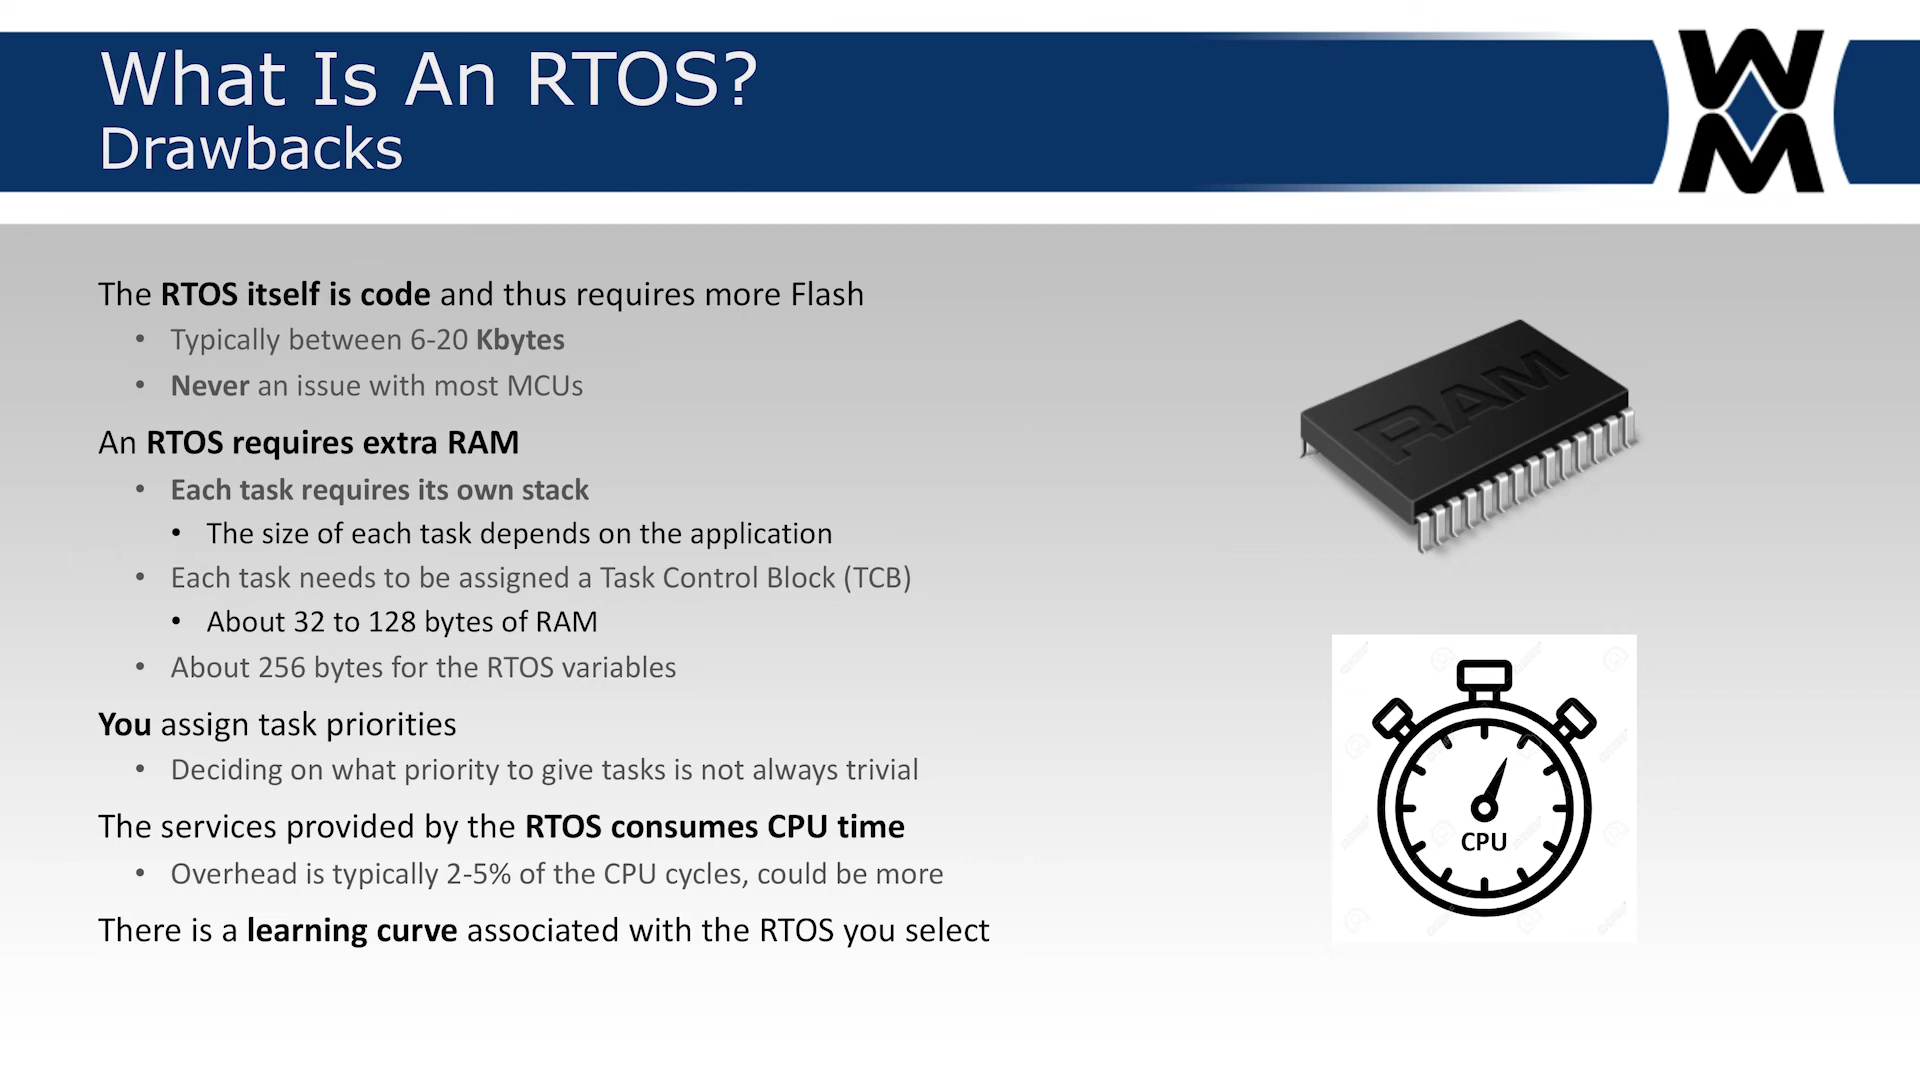 What Is An RTOS?
Drawbacks
WM
The RTOS itself is code and thus requires more Flash
• Typically between 6-20 Kbytes
• Never an issue with most MCUs
An RTOS requires extra RAM
• Each task requires its own stack
• The size of each task depends on the application
• Each task needs to be assigned a Task Control Block (TCB)
• About 32 to 128 bytes of RAM
• About 256 bytes for the RTOS variables
You assign task priorities
• Deciding on what priority to give tasks is not always trivial
The services provided by the RTOS consumes CPU time
• Overhead is typically 2-5% of the CPU cycles, could be more
There is a learning curve associated with the RTOS you select
RAM
CPU